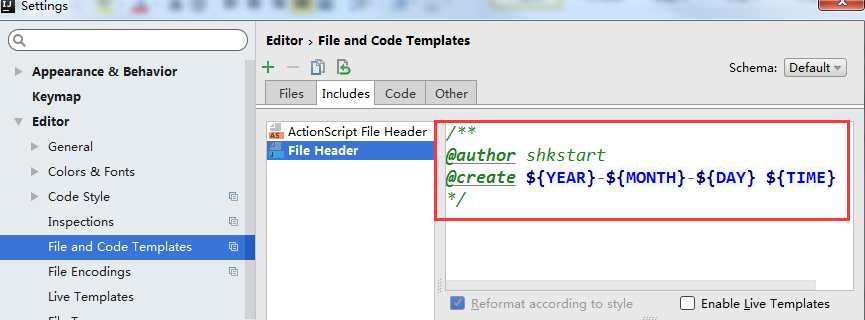 Settings
Appearance & Behavior
Keymap
Editor
General
Colors & Fonts
Code Style
Inspections
File and Code Templates
File Encodings
Live Templates
Editor › File and Code Templates
Schema: Default
Files Includes Code Other
ActionScript File Header
File Header
/**
@author shkstart
@create ${YEAR}-${MONTH}-${DAY} ${TIME}
*/
Reformat according to style
Enable Live Templates